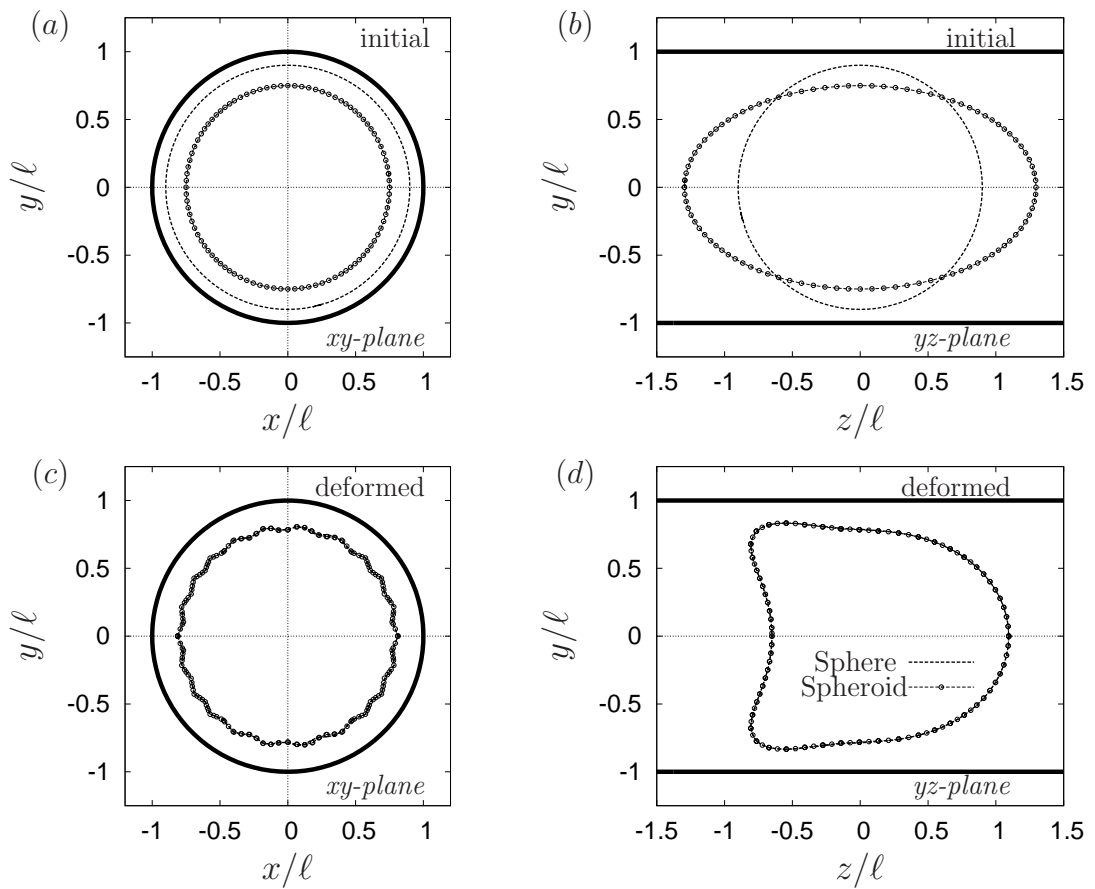 (a)
initial
y/ℓ
1
0.5
0
-0.5
-1
xy-plane
-1 -0.5 0 0.5 1
x/ℓ
(b)
initial
y/ℓ
1
0.5
0
-0.5
-1
yz-plane
-1.5 -1 -0.5 0 0.5 1 1.5
z/ℓ
(c)
deformed
y/ℓ
1
0.5
0
-0.5
-1
xy-plane
-1 -0.5 0 0.5 1
x/ℓ
(d)
deformed
y/ℓ
1
0.5
0
-0.5
-1
Sphere
Spheroid
yz-plane
-1.5 -1 -0.5 0 0.5 1 1.5
z/ℓ